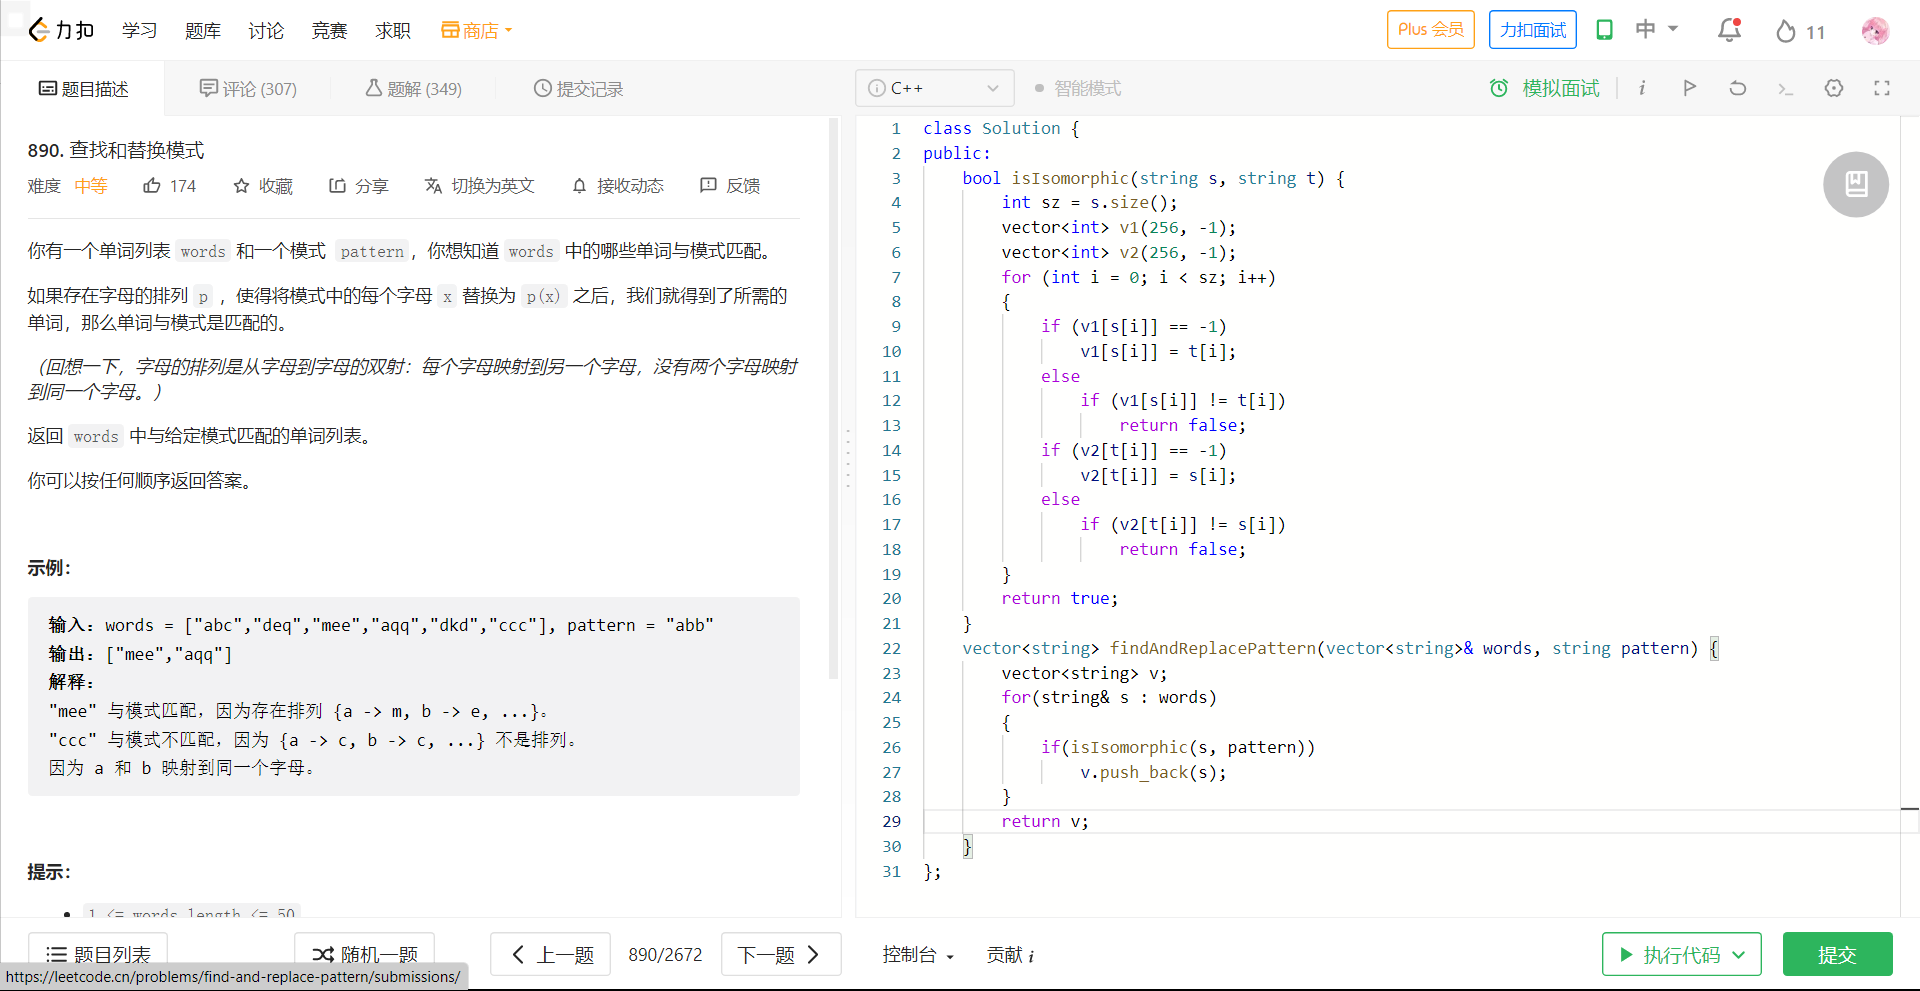 力扣 学习 题库 讨论 竞赛 求职 商店 Plus 会员 力扣面试 中 11
题目描述 评论 (307) 题解 (349) 提交记录
i C++ 智能模式 模拟面试 i
890. 查找和替换模式
难度 中等 174 收藏 分享 切换为英文 接收动态 反馈
你有一个单词列表 words 和一个模式 pattern，你想知道 words 中的哪些单词与模式匹配。
如果存在字母的排列 p ，使得将模式中的每个字母 x 替换为 p(x) 之后，我们就得到了所需的
单词，那么单词与模式是匹配的。
（回想一下，字母的排列是从字母到字母的双射：每个字母映射到另一个字母，没有两个字母映射
到同一个字母。）
返回 words 中与给定模式匹配的单词列表。
你可以按任何顺序返回答案。
示例：
输入：words = ["abc","deq","mee","aqq","dkd","ccc"], pattern = "abb"
输出：["mee","aqq"]
解释：
"mee" 与模式匹配，因为存在排列 {a -> m, b -> e, ...}。
"ccc" 与模式不匹配，因为 {a -> c, b -> c, ...} 不是排列。
因为 a 和 b 映射到同一个字母。
提示：
1 <= words.length <= 50
1 class Solution {
2 public:
3     bool isIsomorphic(string s, string t) {
4         int sz = s.size();
5         vector<int> v1(256, -1);
6         vector<int> v2(256, -1);
7         for (int i = 0; i < sz; i++)
8         {
9             if (v1[s[i]] == -1)
10                 v1[s[i]] = t[i];
11             else
12                 if (v1[s[i]] != t[i])
13                     return false;
14             if (v2[t[i]] == -1)
15                 v2[t[i]] = s[i];
16             else
17                 if (v2[t[i]] != s[i])
18                     return false;
19         }
20         return true;
21     }
22     vector<string> findAndReplacePattern(vector<string>& words, string pattern) {
23         vector<string> v;
24         for(string& s : words)
25         {
26             if(isIsomorphic(s, pattern))
27                 v.push_back(s);
28         }
29         return v;
30     }
31 };
题目列表 随机一题 上一题 890/2672 下一题 控制台 贡献 i 执行代码 提交
https://leetcode.cn/problems/find-and-replace-pattern/submissions/